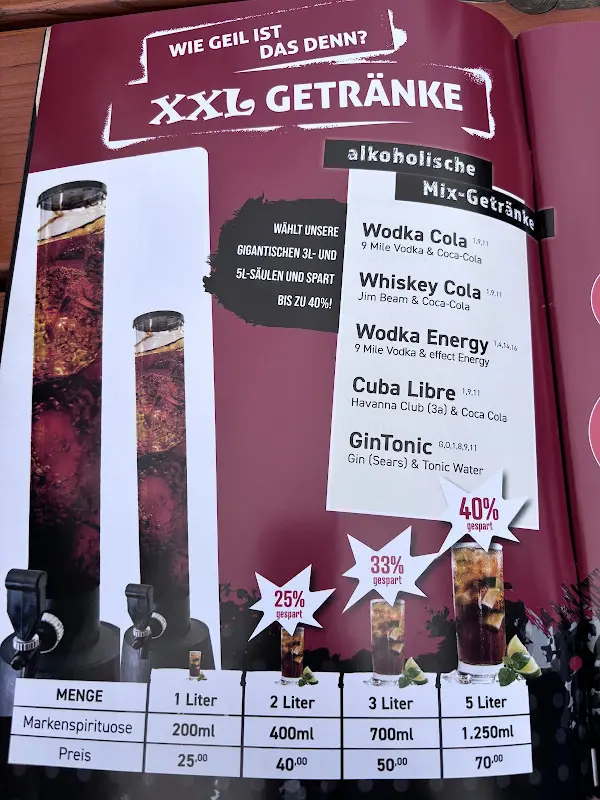 WIE GEIL IST
DAS DENN?
XXL GETRÄNKE
alkoholische
Mix-Getränke
WÄHLT UNSERE
GIGANTISCHEN 3L- UND
5L-SÄULEN UND SPART
BIS ZU 40%!
Wodka Cola 1,9,11
9 Mile Vodka & Coca-Cola
Whiskey Cola 1,9,11
Jim Beam & Coca-Cola
Wodka Energy 1,4,14,16
9 Mile Vodka & effect Energy
Cuba Libre 1,9,11
Havanna Club (3a) & Coca Cola
GinTonic G,O,1,8,9,11
Gin (Sears) & Tonic Water
40%
gespart
33%
gespart
25%
gespart
MENGE 1 Liter 2 Liter 3 Liter 5 Liter
Markenspirituose 200ml 400ml 700ml 1.250ml
Preis 25,00 40,00 50,00 70,00